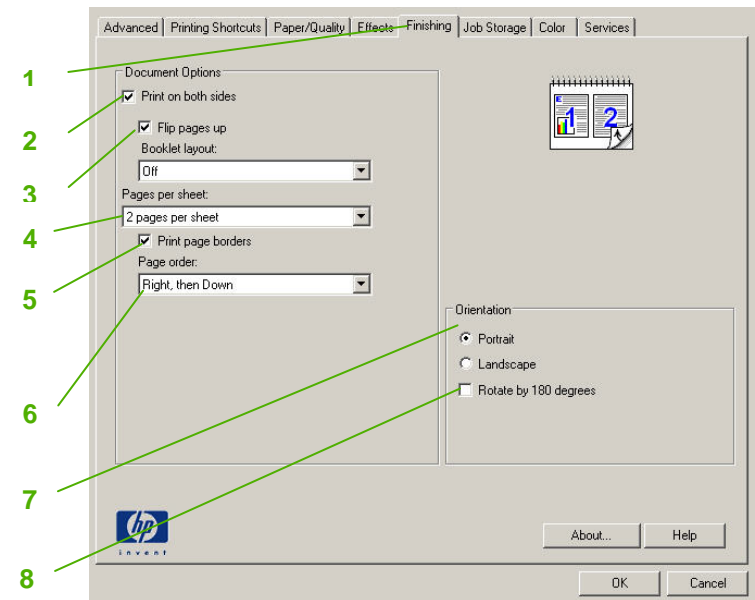 Advanced Printing Shortcuts Paper/Quality Effects Finishing Job Storage Color Services
1
Document Options
2
Print on both sides
Flip pages up
3
Booklet layout:
Off
Pages per sheet:
4
2 pages per sheet
5
Print page borders
Page order:
6
Right, then Down
1 2
Orientation
7
Portrait
Landscape
8
Rotate by 180 degrees
hp
invent
About... Help
OK Cancel